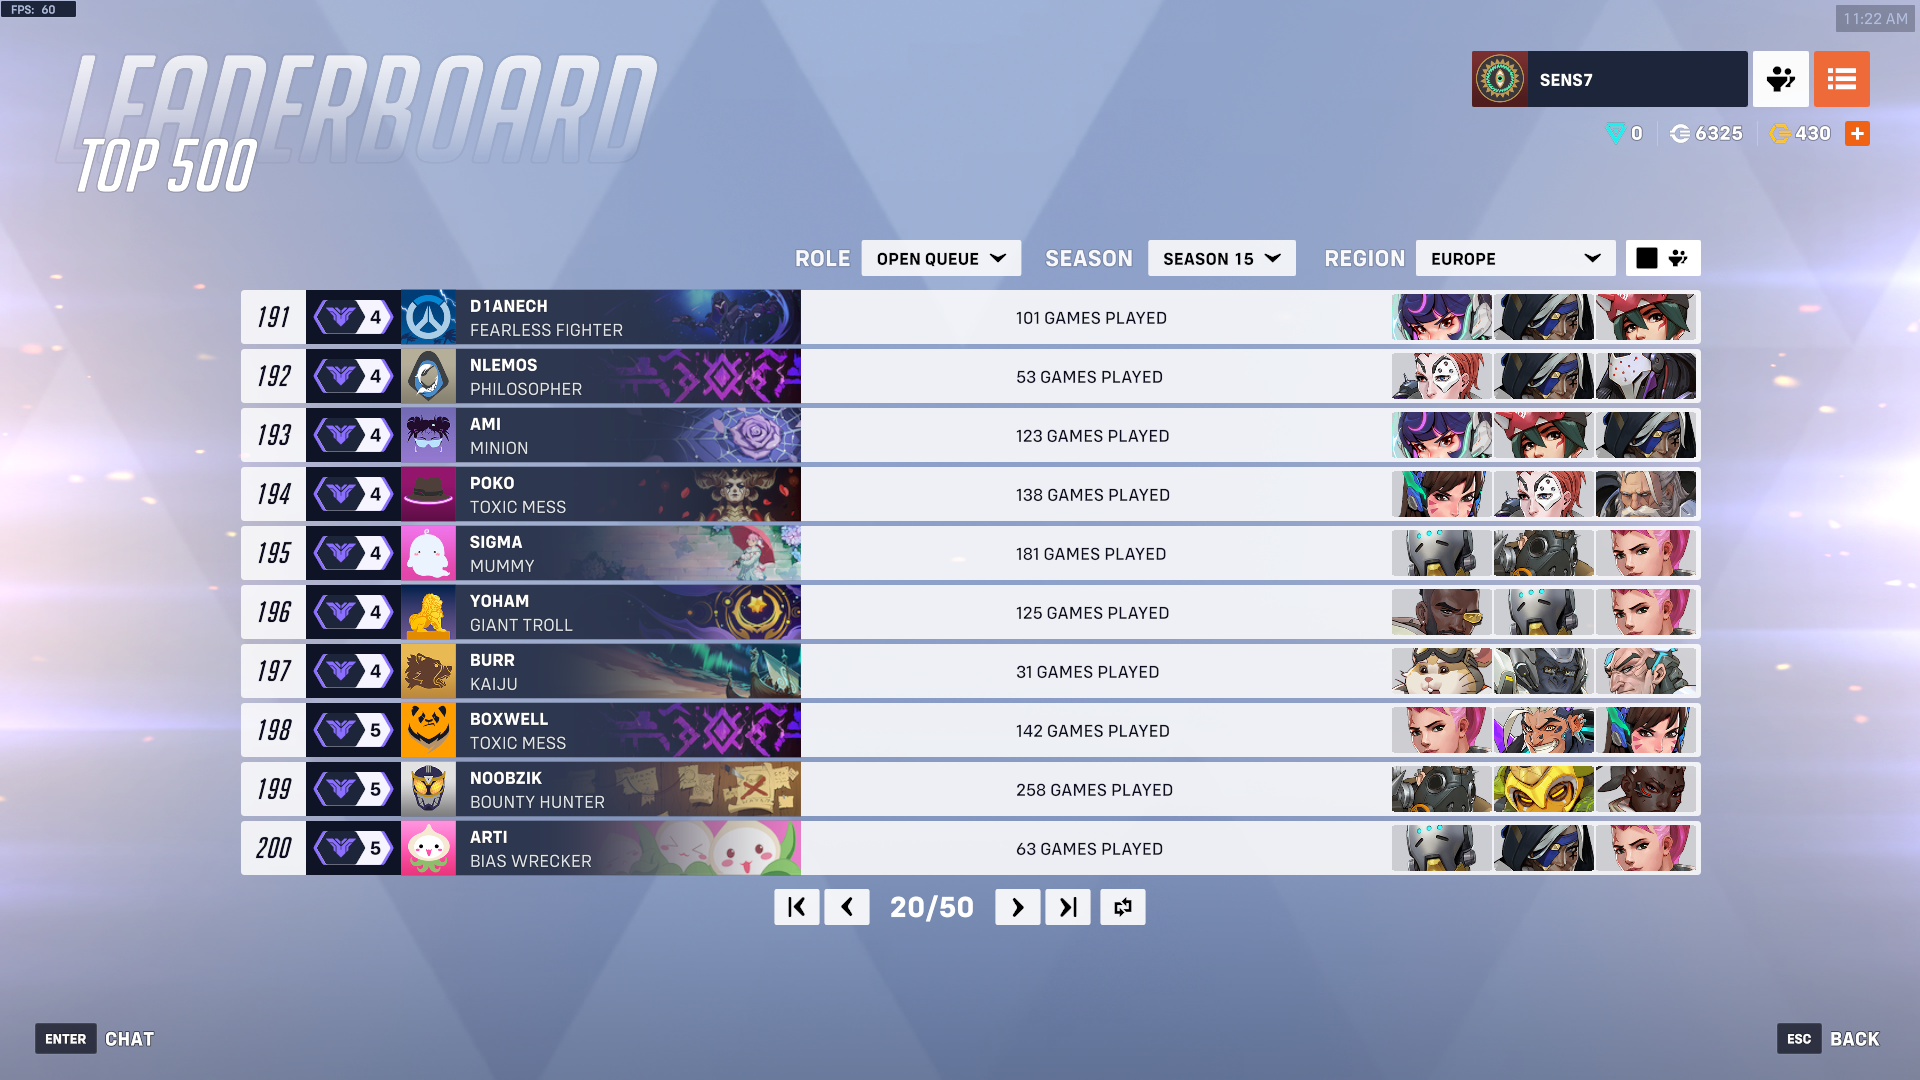 FPS: 60
11:22 AM
LEADERBOARD
TOP 500
SENS7
0
6325
430
ROLE
OPEN QUEUE
SEASON
SEASON 15
REGION
EUROPE
191
4
D1ANECH
FEARLESS FIGHTER
101 GAMES PLAYED
192
4
NLEMOS
PHILOSOPHER
53 GAMES PLAYED
193
4
AMI
MINION
123 GAMES PLAYED
194
4
POKO
TOXIC MESS
138 GAMES PLAYED
195
4
SIGMA
MUMMY
181 GAMES PLAYED
196
4
YOHAM
GIANT TROLL
125 GAMES PLAYED
197
4
BURR
KAIJU
31 GAMES PLAYED
198
5
BOXWELL
TOXIC MESS
142 GAMES PLAYED
199
5
NOOBZIK
BOUNTY HUNTER
258 GAMES PLAYED
200
5
ARTI
BIAS WRECKER
63 GAMES PLAYED
20/50
ENTER CHAT
ESC BACK